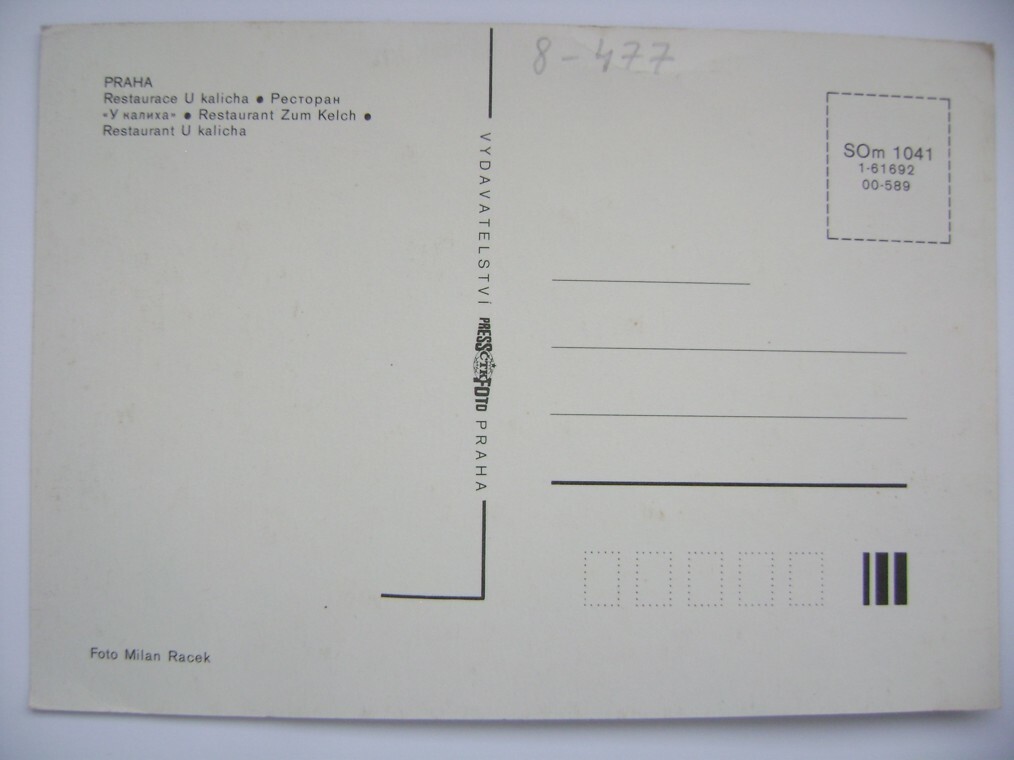 PRAHA
Restaurace U kalicha ● Ресторан
«У калиха» ● Restaurant Zum Kelch ●
Restaurant U kalicha
Foto Milan Racek
VYDAVATELSTVÍ PRESSFOTO PRAHA
ČTK
8-477
SOm 1041
1-61692
00-589